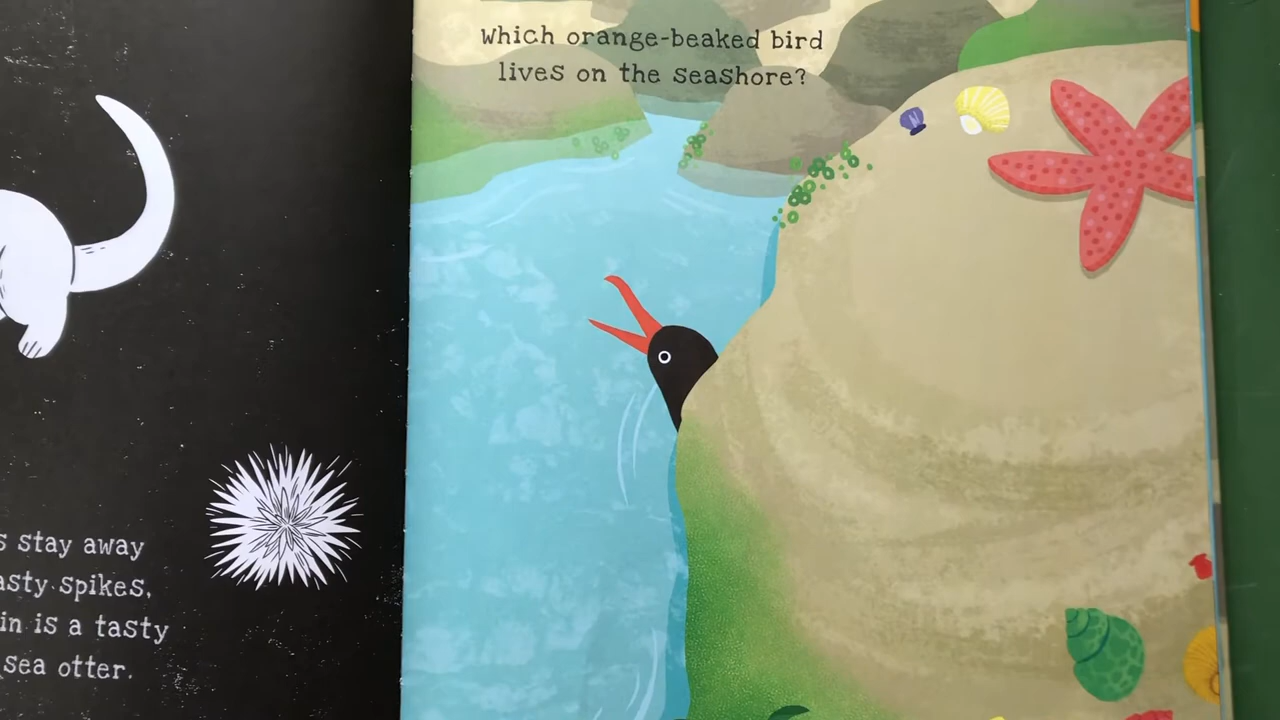 s stay away
asty spikes,
in is a tasty
sea otter.
Which orange-beaked bird
lives on the seashore?